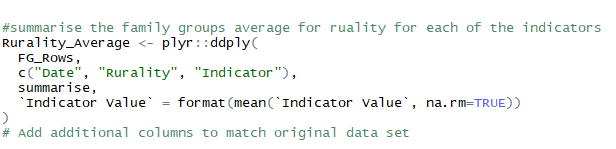 #summarise the family groups average for ruality for each of the indicators
Rurality_Average <- plyr::ddply(
  FG_Rows,
  c("Date", "Rurality", "Indicator"),
  summarise,
  `Indicator Value` = format(mean(`Indicator Value`, na.rm=TRUE))
)
# Add additional columns to match original data set